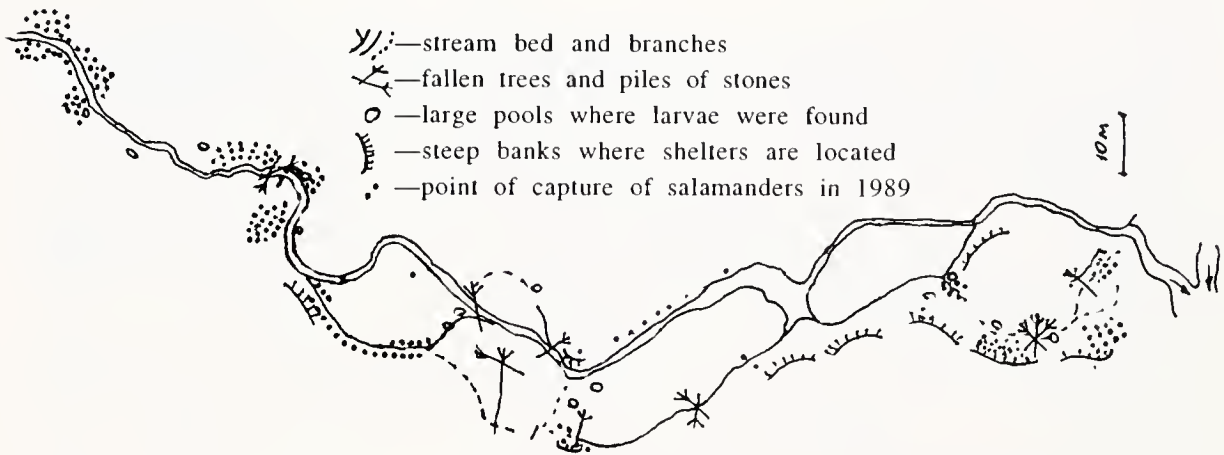 —stream bed and branches
—fallen trees and piles of stones
—large pools where larvae were found
—steep banks where shelters are located
—point of capture of salamanders in 1989
10M